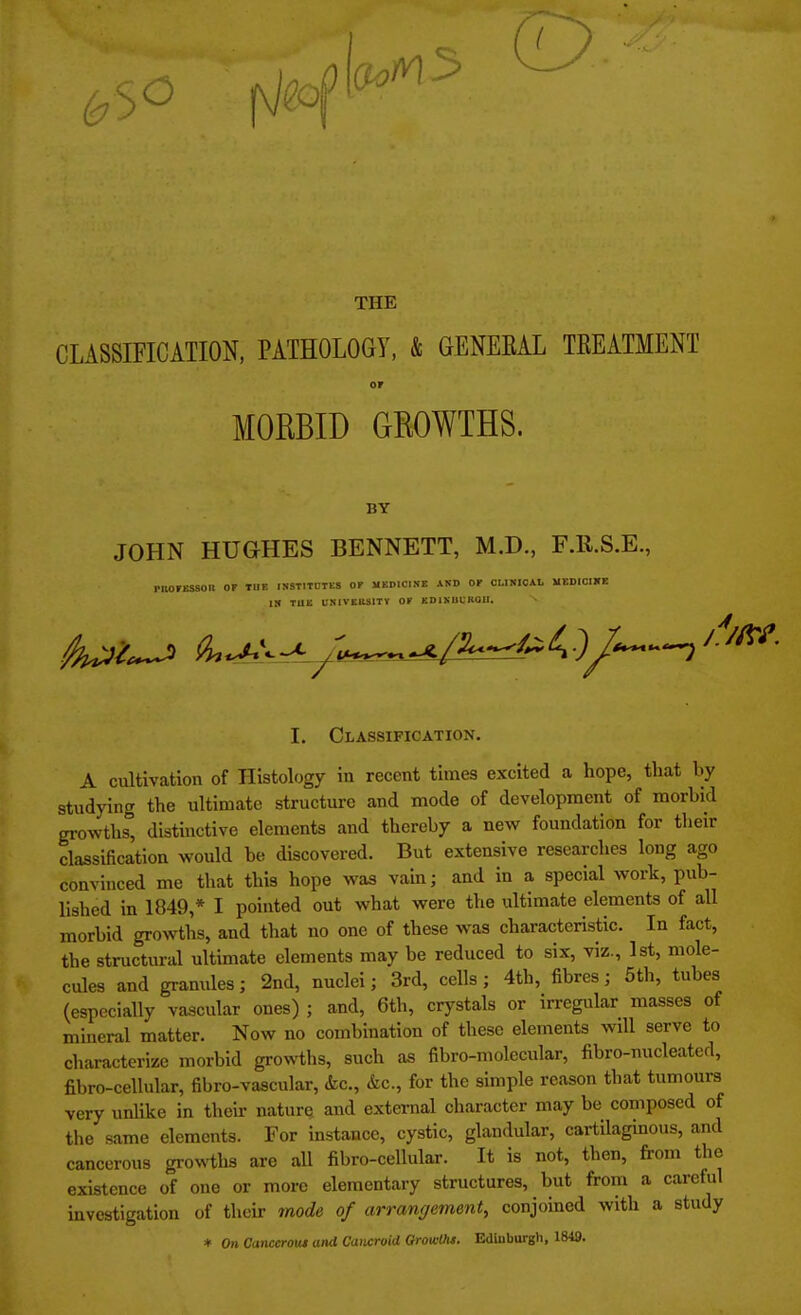 650 Neoplasms 1
THE
CLASSIFICATION, PATHOLOGY, & GENERAL TREATMENT
OF
MORBID GROWTHS.
BY
JOHN HUGHES BENNETT, M.D., F.R.S.E.,
PROFESSOR OF THE INSTITUTES OF MEDICINE AND OF CLINICAL MEDICINE
IN THE UNIVERSITY OF EDINBURGH.
I. CLASSIFICATION.
A cultivation of Histology in recent times excited a hope, that by
studying the ultimate structure and mode of development of morbid
growths, distinctive elements and thereby a new foundation for their
classification would be discovered. But extensive researches long ago
convinced me that this hope was vain; and in a special work, pub-
lished in 1849,* I pointed out what were the ultimate elements of all
morbid growths, and that no one of these was characteristic. In fact,
the structural ultimate elements may be reduced to six, viz., 1st, mole-
cules and granules; 2nd, nuclei; 3rd, cells; 4th, fibres; 5th, tubes
(especially vascular ones); and, 6th, crystals or irregular masses of
mineral matter. Now no combination of these elements will serve to
characterize morbid growths, such as fibro-molecular, fibro-nucleated,
fibro-cellular, fibro-vascular, &c., &c., for the simple reason that tumours
very unlike in their nature and external character may be composed of
the same elements. For instance, cystic, glandular, cartilaginous, and
cancerous growths are all fibro-cellular. It is not, then, from the
existence of one or more elementary structures, but from a careful
investigation of their mode of arrangement, conjoined with a study
* On Cancerous and Cancroid Growths. Edinburgh, 1849.